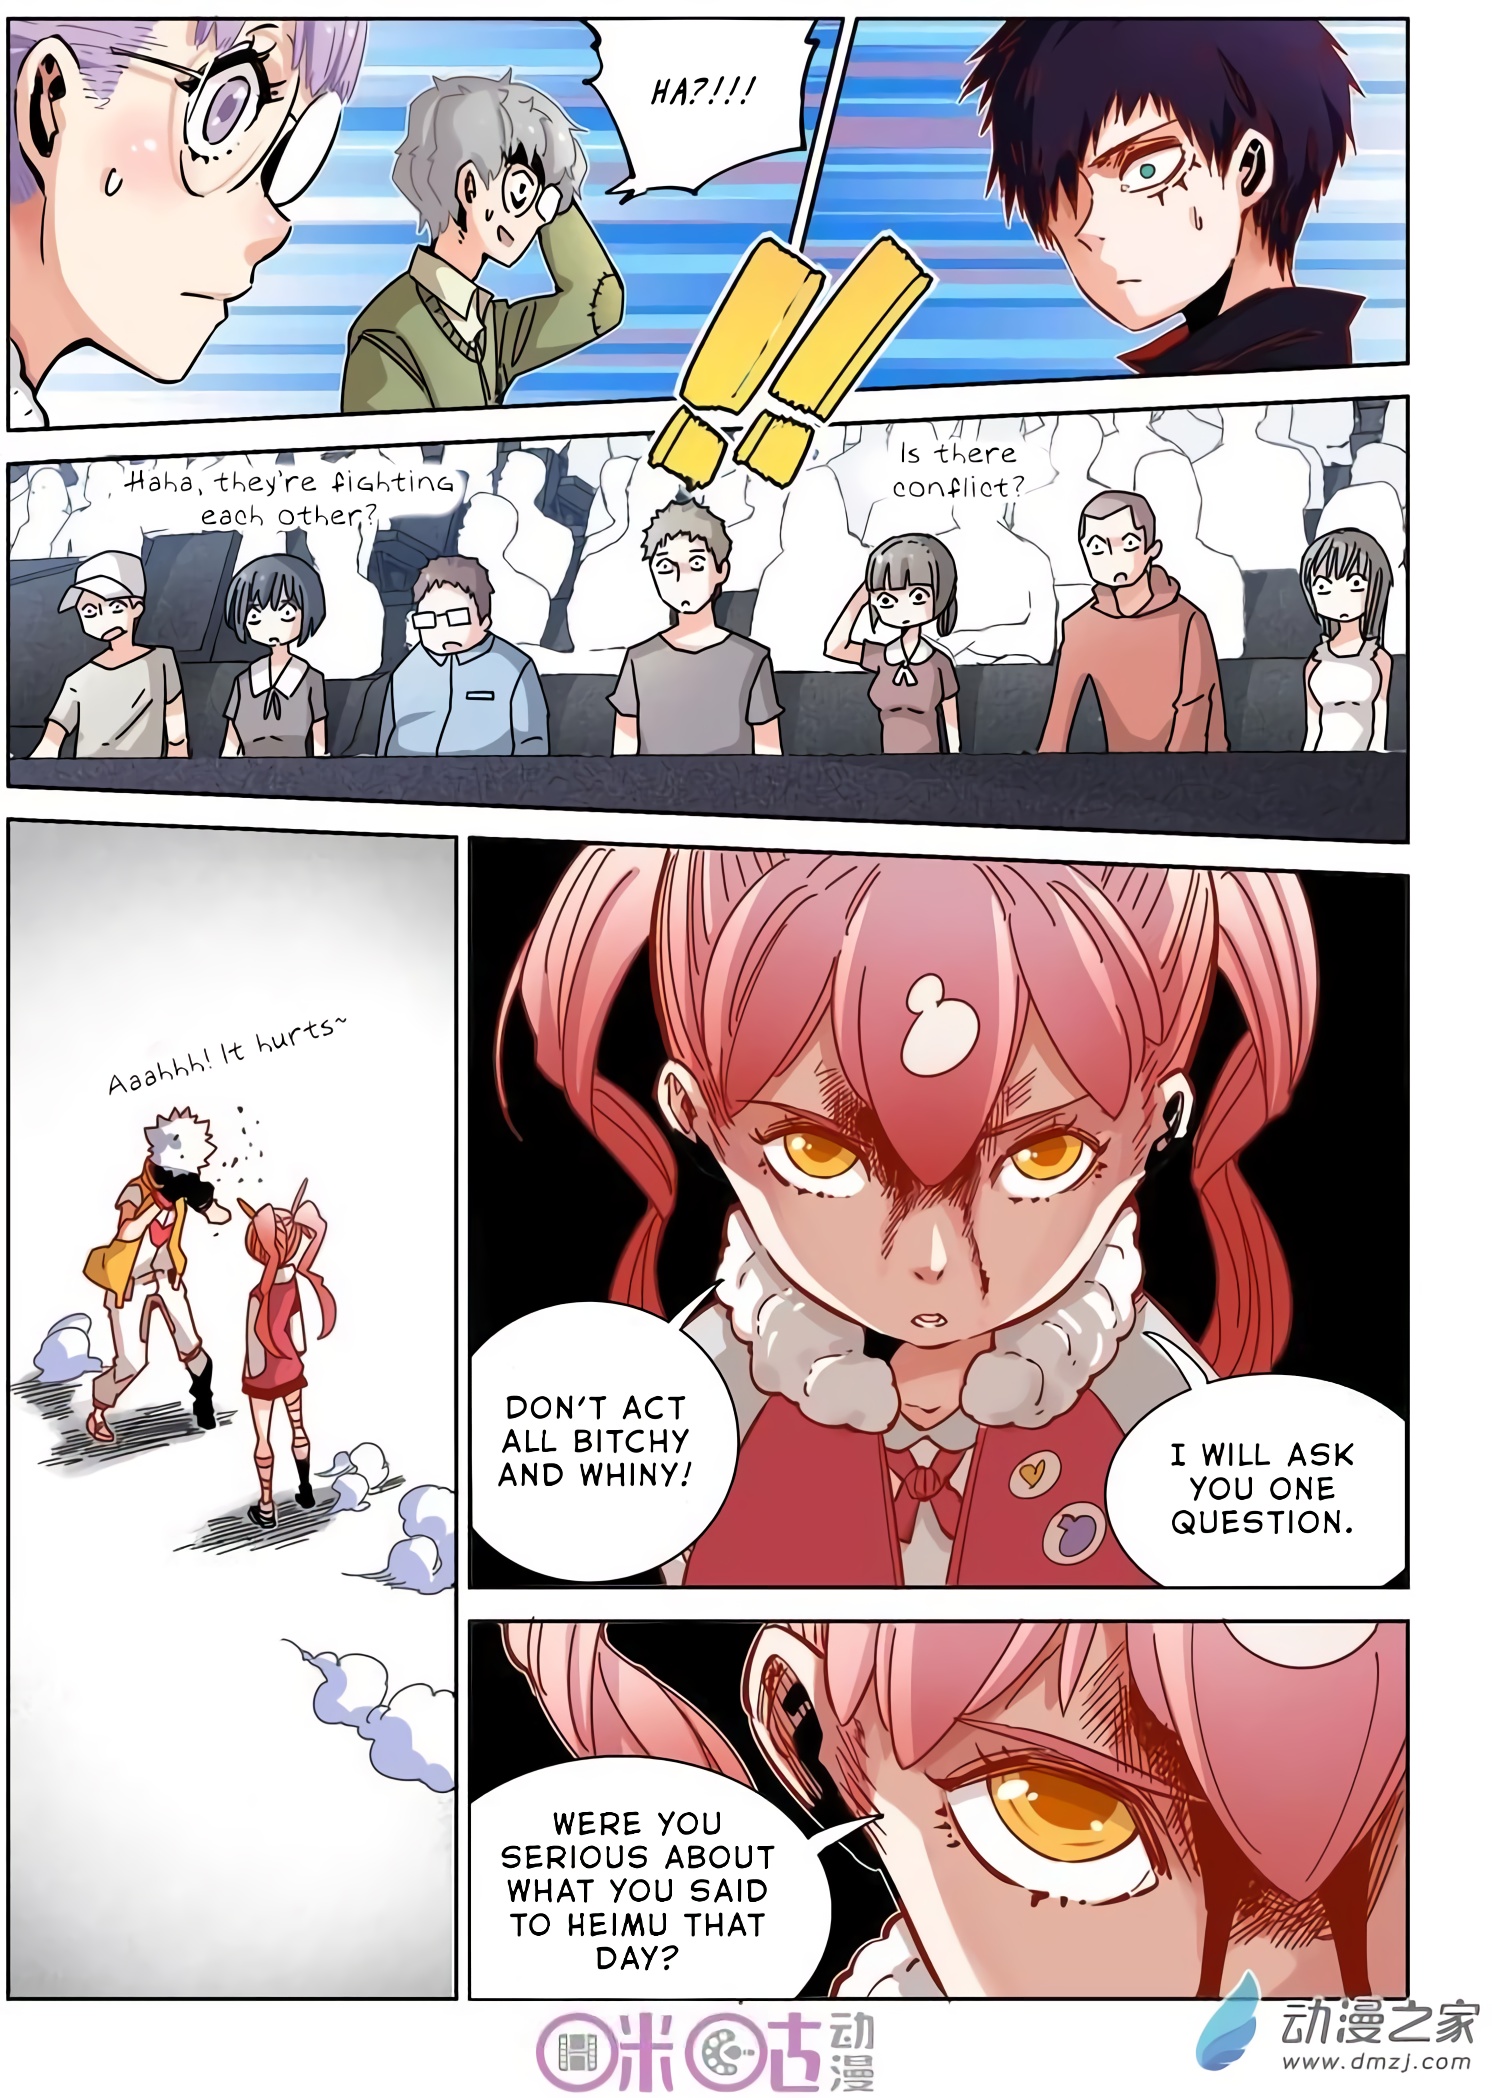 HA?!!!
Haha, they're fighting
each other?
Is there
conflict?
Aaahhh! It hurts~
DON'T ACT
ALL BITCHY
AND WHINY!
I WILL ASK
YOU ONE
QUESTION.
WERE YOU
SERIOUS ABOUT
WHAT YOU SAID
TO HEIMU THAT
DAY?
咪咕动漫
动漫之家
www.dmzj.com